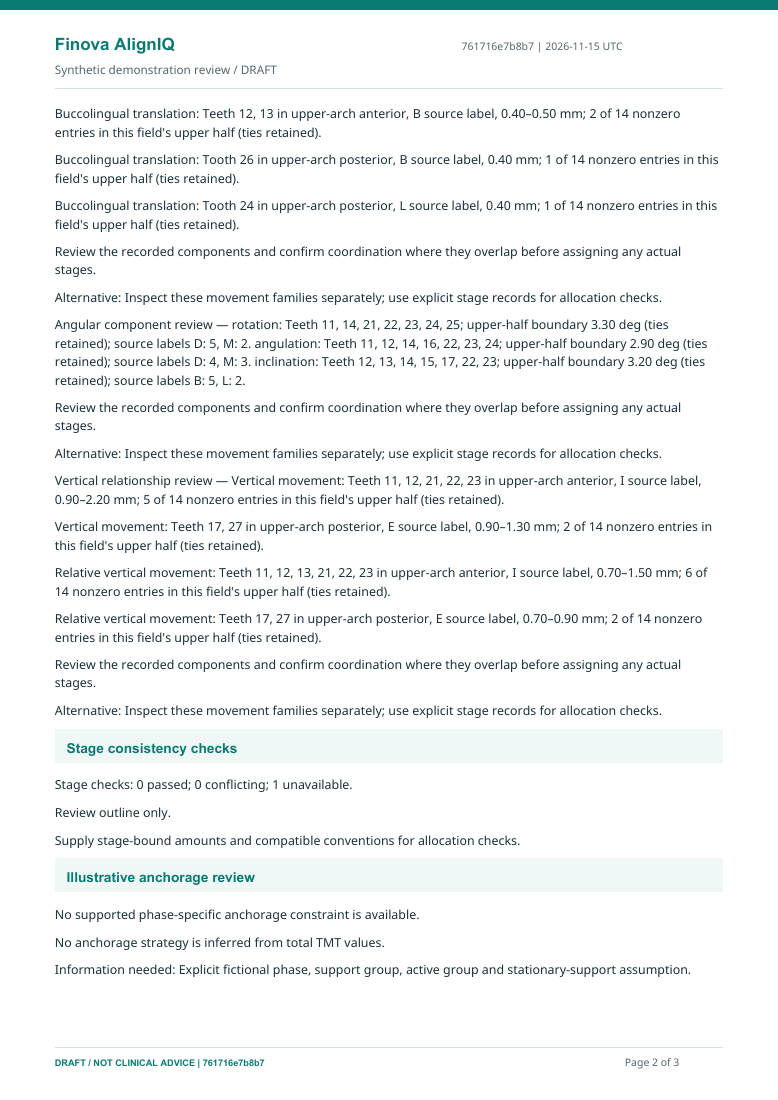 Finova AlignIQ
761716e7b8b7 | 2026-11-15 UTC
Synthetic demonstration review / DRAFT
Buccolingual translation: Teeth 12, 13 in upper-arch anterior, B source label, 0.40–0.50 mm; 2 of 14 nonzero
entries in this field's upper half (ties retained).
Buccolingual translation: Tooth 26 in upper-arch posterior, B source label, 0.40 mm; 1 of 14 nonzero entries in this
field's upper half (ties retained).
Buccolingual translation: Tooth 24 in upper-arch posterior, L source label, 0.40 mm; 1 of 14 nonzero entries in this
field's upper half (ties retained).
Review the recorded components and confirm coordination where they overlap before assigning any actual
stages.
Alternative: Inspect these movement families separately; use explicit stage records for allocation checks.
Angular component review — rotation: Teeth 11, 14, 21, 22, 23, 24, 25; upper-half boundary 3.30 deg (ties
retained); source labels D: 5, M: 2. angulation: Teeth 11, 12, 14, 16, 22, 23, 24; upper-half boundary 2.90 deg (ties
retained); source labels D: 4, M: 3. inclination: Teeth 12, 13, 14, 15, 17, 22, 23; upper-half boundary 3.20 deg (ties
retained); source labels B: 5, L: 2.
Review the recorded components and confirm coordination where they overlap before assigning any actual
stages.
Alternative: Inspect these movement families separately; use explicit stage records for allocation checks.
Vertical relationship review — Vertical movement: Teeth 11, 12, 21, 22, 23 in upper-arch anterior, I source label,
0.90–2.20 mm; 5 of 14 nonzero entries in this field's upper half (ties retained).
Vertical movement: Teeth 17, 27 in upper-arch posterior, E source label, 0.90–1.30 mm; 2 of 14 nonzero entries in
this field's upper half (ties retained).
Relative vertical movement: Teeth 11, 12, 13, 21, 22, 23 in upper-arch anterior, I source label, 0.70–1.50 mm; 6 of
14 nonzero entries in this field's upper half (ties retained).
Relative vertical movement: Teeth 17, 27 in upper-arch posterior, E source label, 0.70–0.90 mm; 2 of 14 nonzero
entries in this field's upper half (ties retained).
Review the recorded components and confirm coordination where they overlap before assigning any actual
stages.
Alternative: Inspect these movement families separately; use explicit stage records for allocation checks.
Stage consistency checks
Stage checks: 0 passed; 0 conflicting; 1 unavailable.
Review outline only.
Supply stage-bound amounts and compatible conventions for allocation checks.
Illustrative anchorage review
No supported phase-specific anchorage constraint is available.
No anchorage strategy is inferred from total TMT values.
Information needed: Explicit fictional phase, support group, active group and stationary-support assumption.
DRAFT / NOT CLINICAL ADVICE | 761716e7b8b7
Page 2 of 3